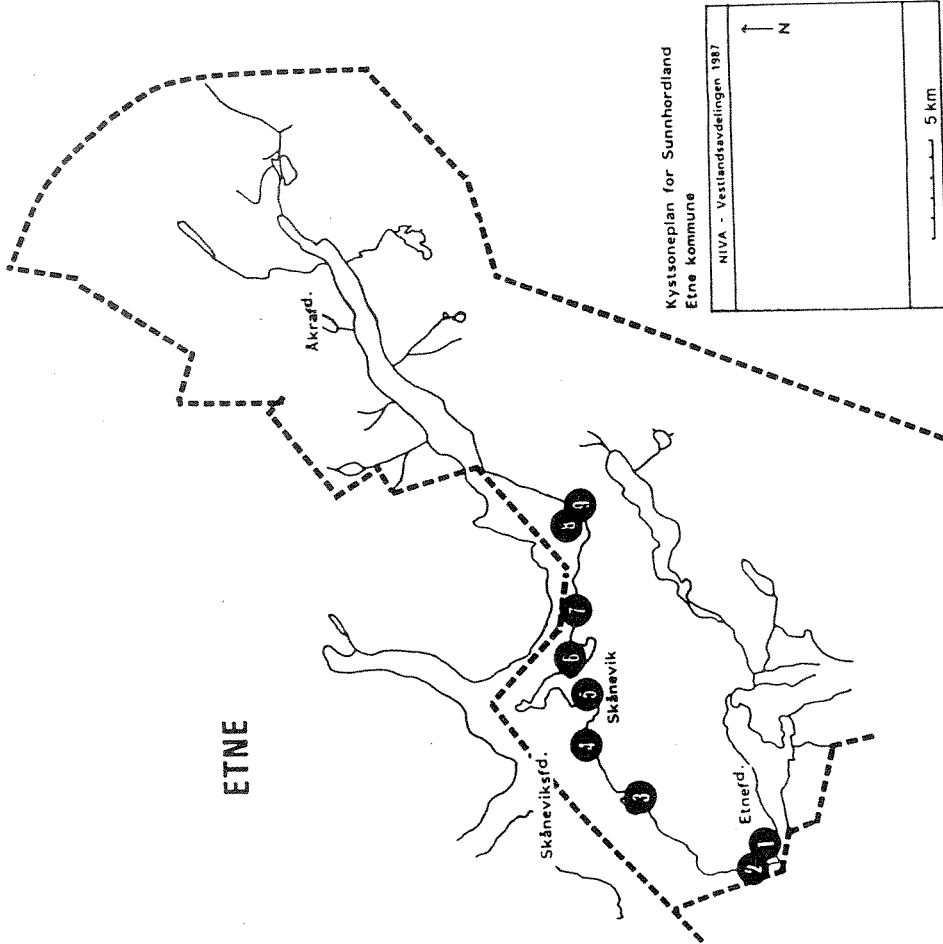 ETNE
Åkrafd.
Skåneviksfd.
Skånevik
Etnefd.
1
2
3
4
5
6
7
8
9
Kystsoneplan for Sunnhordland
Etne kommune
NIVA - Vestlandsavdelingen 1987
N
5 km